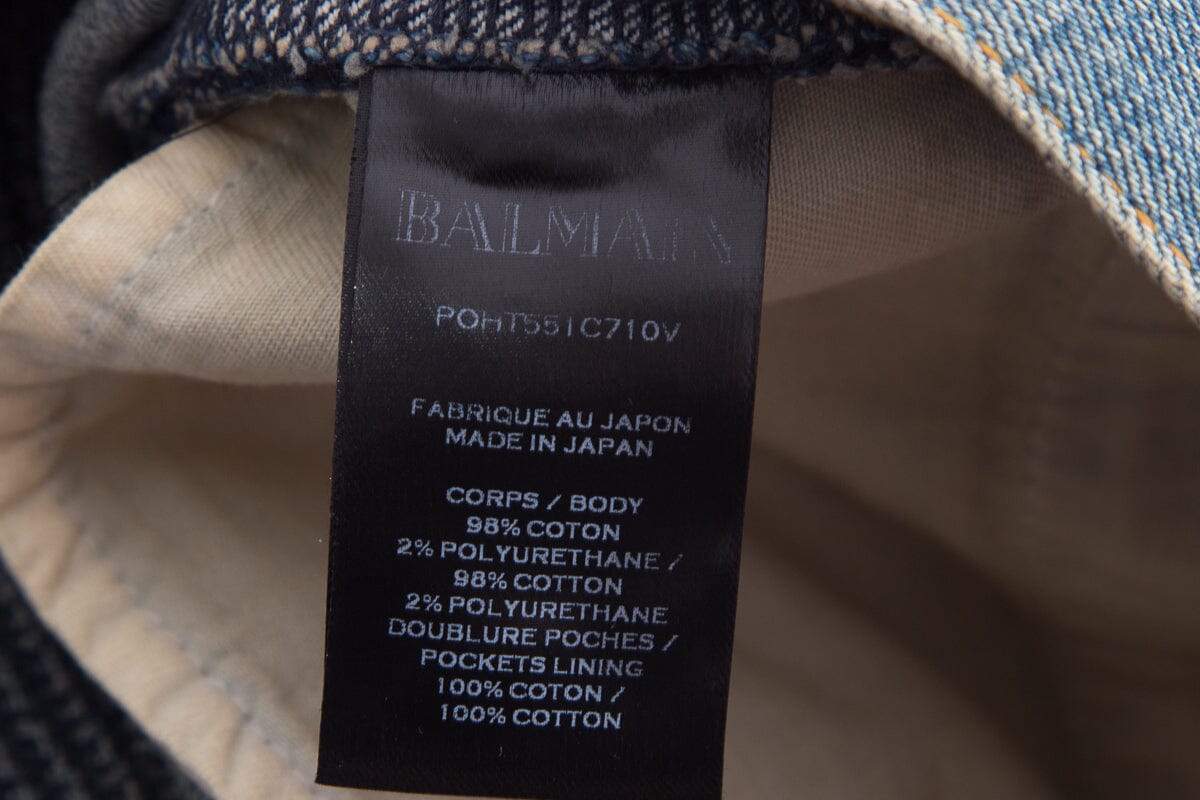 BALMAIN
POHT551C710V
FABRIQUE AU JAPON
MADE IN JAPAN
CORPS / BODY
98% COTON
2% POLYURETHANE /
98% COTTON
2% POLYURETHANE
DOUBLURE POCHES /
POCKETS LINING
100% COTON /
100% COTTON